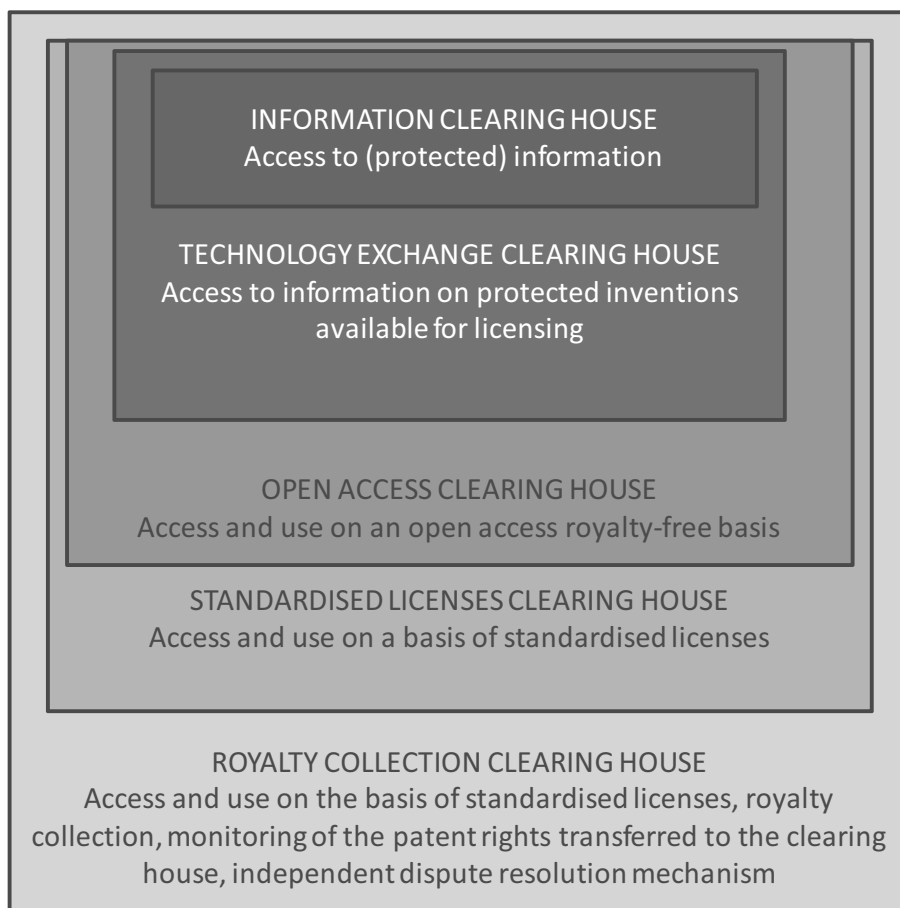 INFORMATION CLEARING HOUSE
Access to (protected) information
TECHNOLOGY EXCHANGE CLEARING HOUSE
Access to information on protected inventions
available for licensing
OPEN ACCESS CLEARING HOUSE
Access and use on an open access royalty-free basis
STANDARDISED LICENSES CLEARING HOUSE
Access and use on a basis of standardised licenses
ROYALTY COLLECTION CLEARING HOUSE
Access and use on the basis of standardised licenses, royalty
collection, monitoring of the patent rights transferred to the clearing
house, independent dispute resolution mechanism